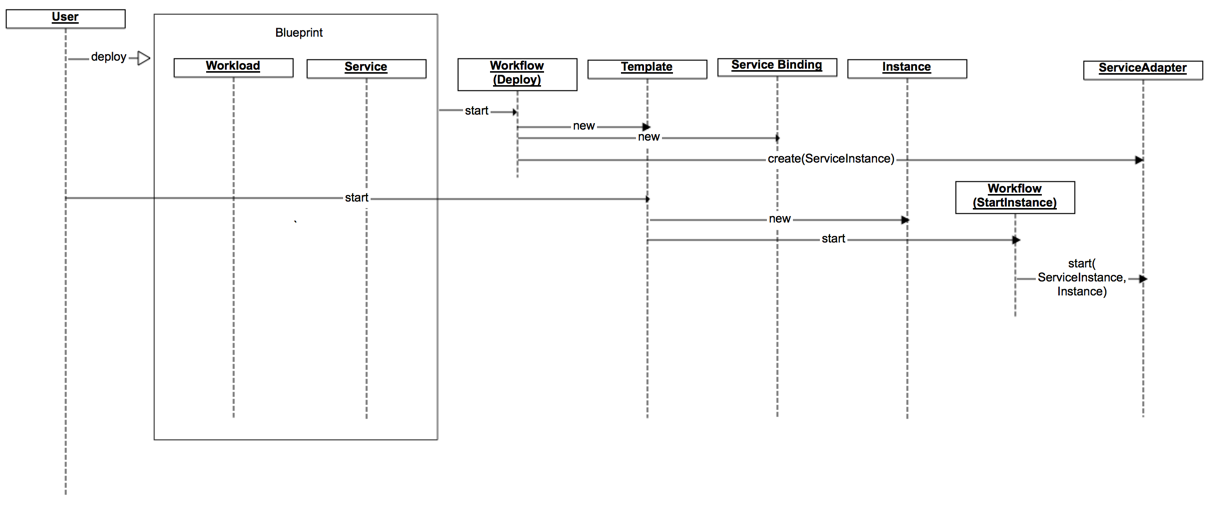 User
Blueprint
deploy
Workload
Service
Workflow
(Deploy)
Template
Service Binding
Instance
ServiceAdapter
start
new
new
create(ServiceInstance)
Workflow
(StartInstance)
start
new
start
start(
ServiceInstance,
Instance)